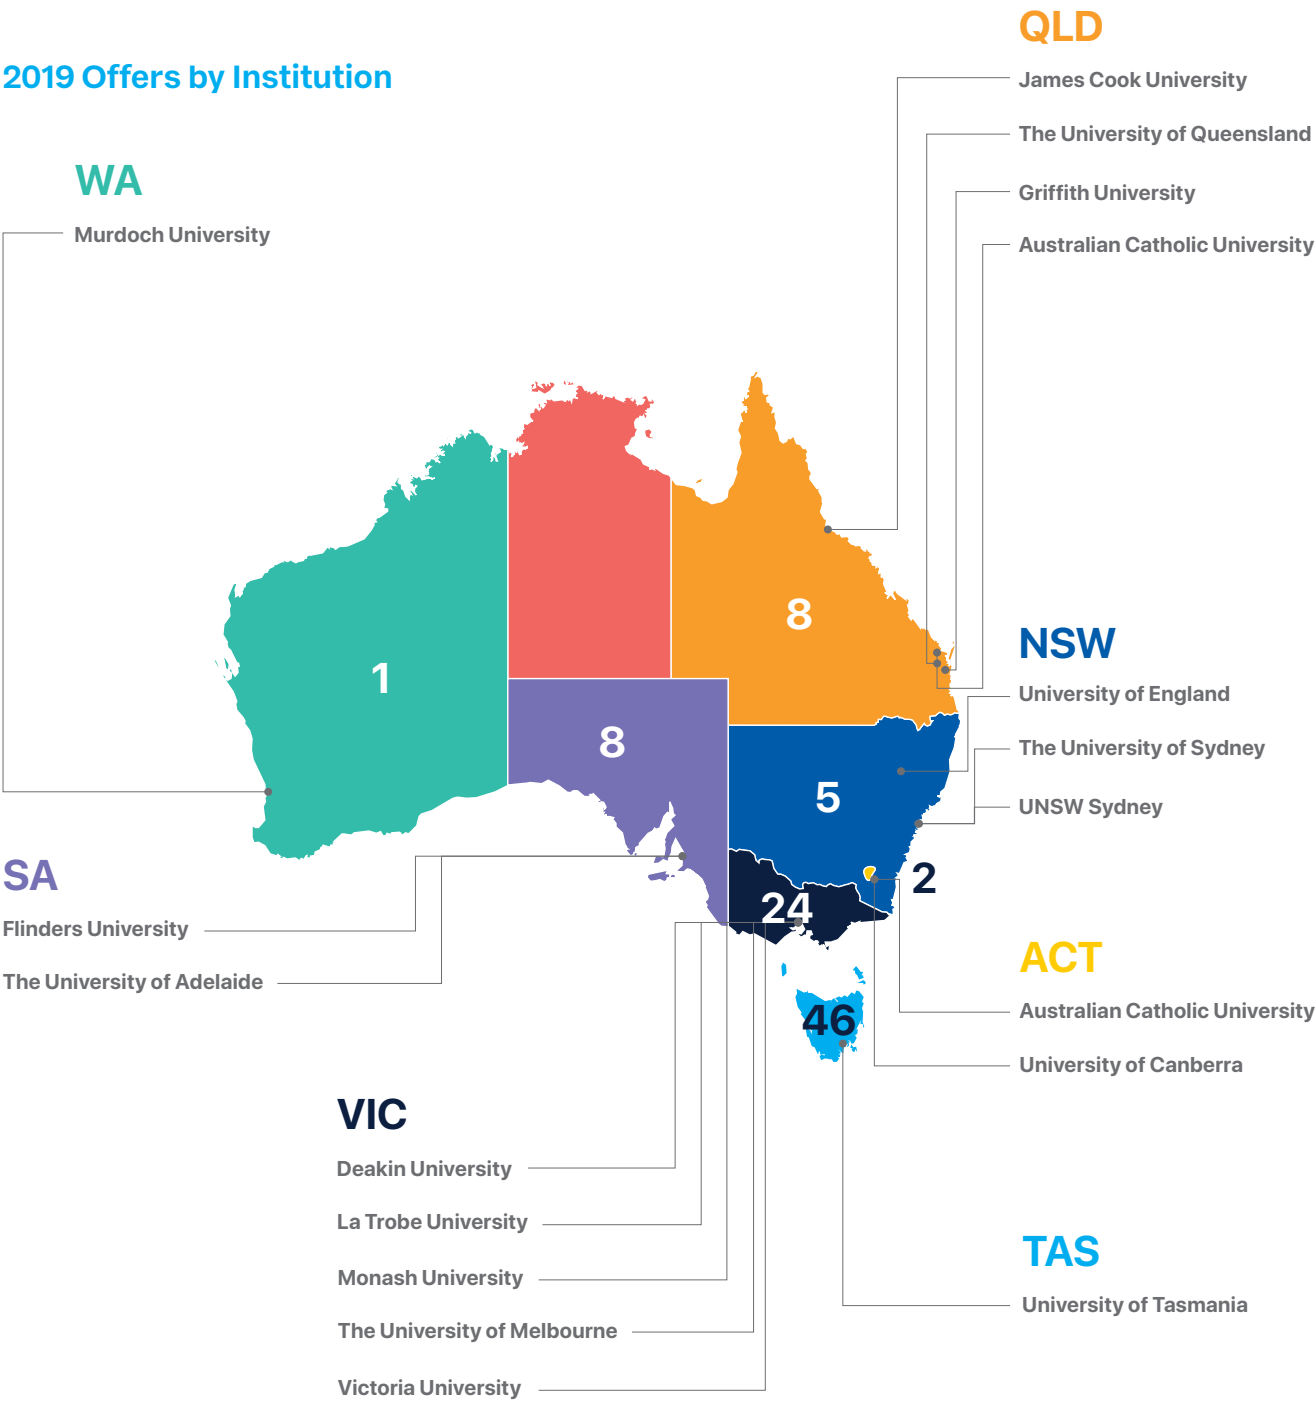 2019 Offers by Institution
WA
Murdoch University
QLD
James Cook University
The University of Queensland
Griffith University
Australian Catholic University
1
8
8
5
24
2
46
NSW
University of England
The University of Sydney
UNSW Sydney
SA
Flinders University
The University of Adelaide
ACT
Australian Catholic University
University of Canberra
VIC
Deakin University
La Trobe University
Monash University
The University of Melbourne
Victoria University
TAS
University of Tasmania